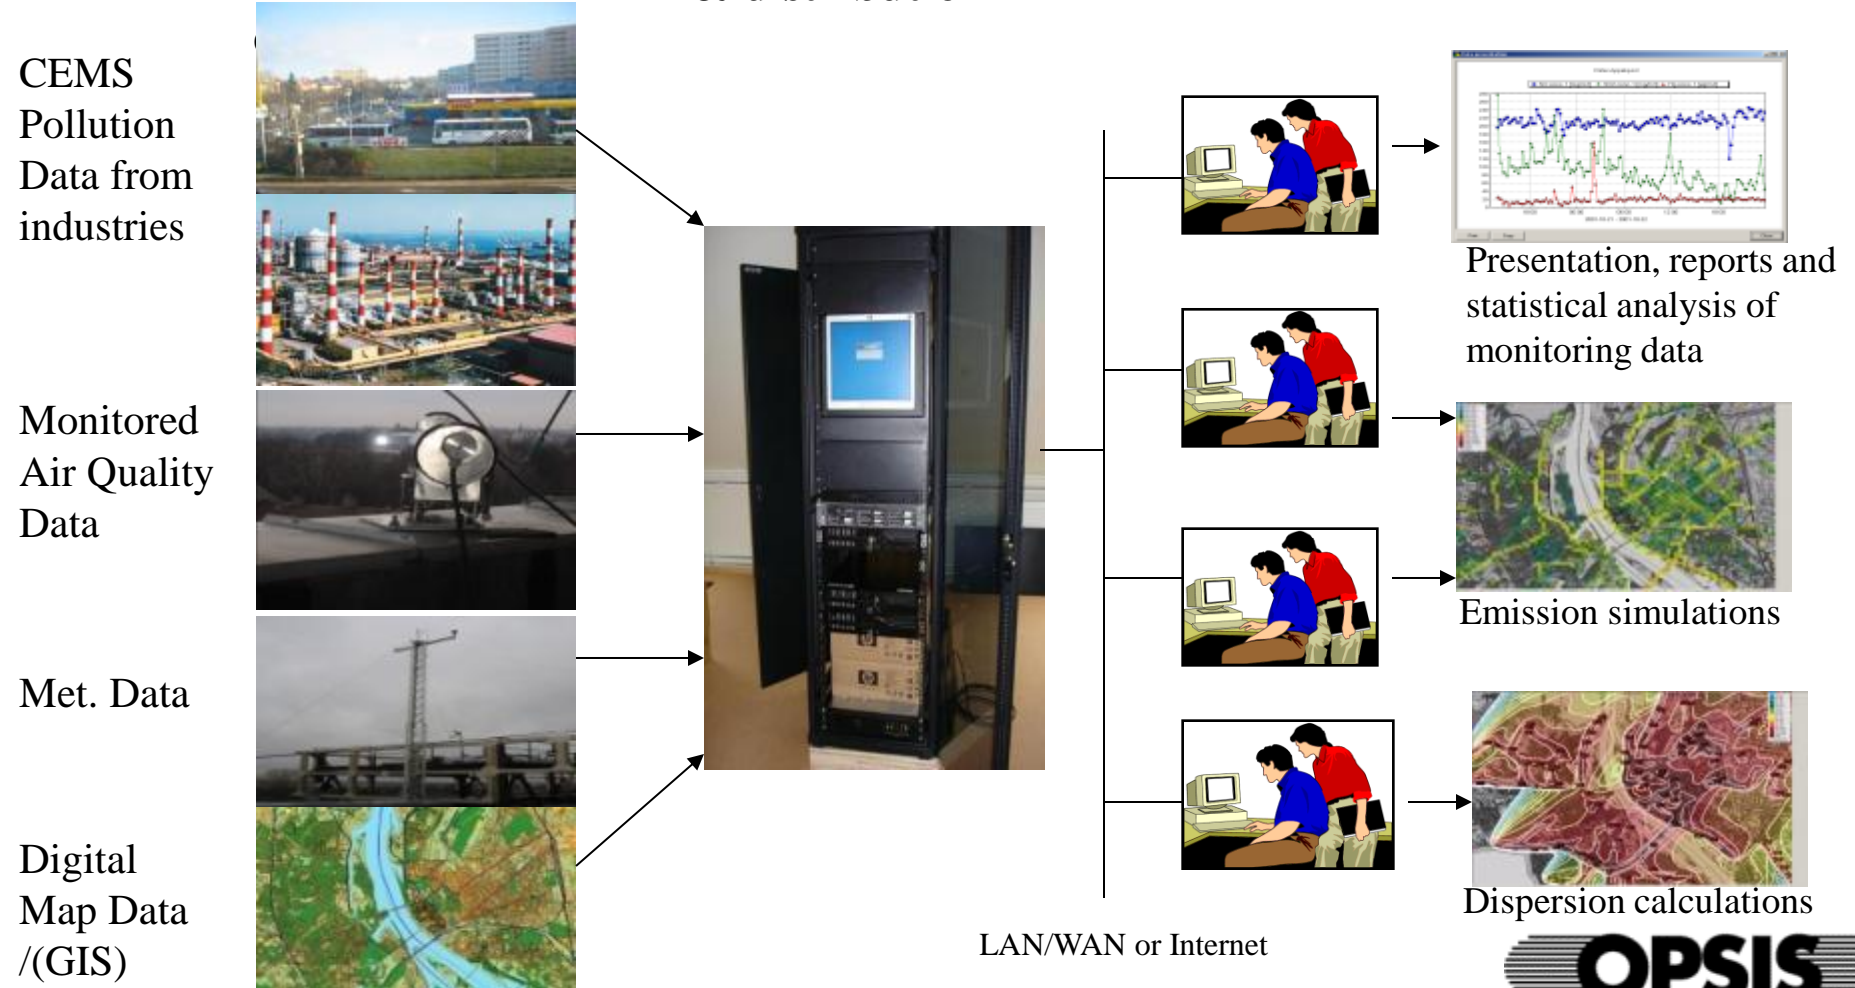 CEMS
Pollution
Data from
industries
Monitored
Air Quality
Data
Met. Data
Digital
Map Data
/(GIS)
Presentation, reports and
statistical analysis of
monitoring data
Emission simulations
Dispersion calculations
LAN/WAN or Internet
OPSIS